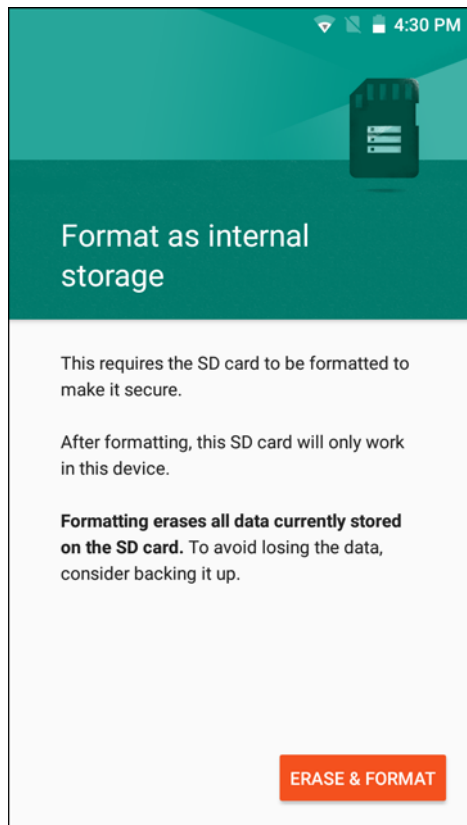 4:30 PM
Format as internal
storage
This requires the SD card to be formatted to
make it secure.
After formatting, this SD card will only work
in this device.
Formatting erases all data currently stored
on the SD card. To avoid losing the data,
consider backing it up.
ERASE & FORMAT